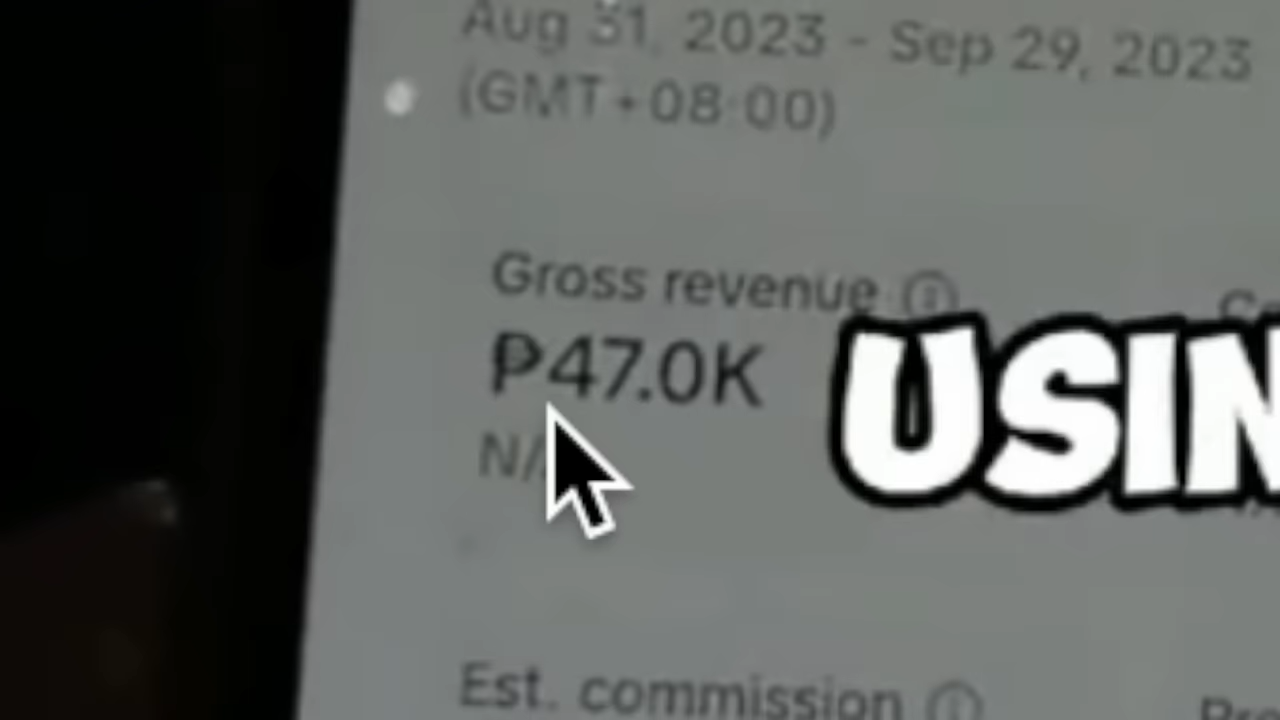 Aug 31, 2023 - Sep 29, 2023
(GMT+08:00)
Gross revenue
₱47.0K
USIN
Est. commission